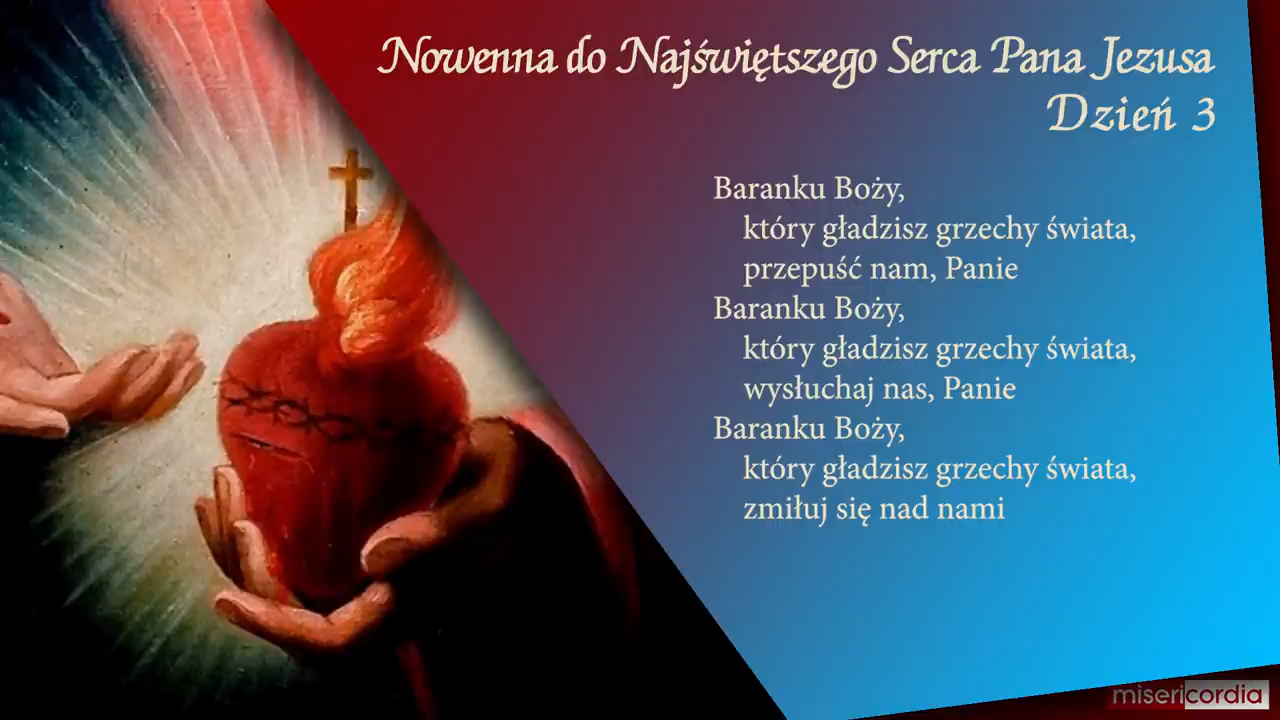 Nowenna do Najświętszego Serca Pana Jezusa
Dzień 3
Baranku Boży,
który gładzisz grzechy świata,
przepuść nam, Panie
Baranku Boży,
który gładzisz grzechy świata,
wysłuchaj nas, Panie
Baranku Boży,
który gładzisz grzechy świata,
zmiłuj się nad nami
misericordia